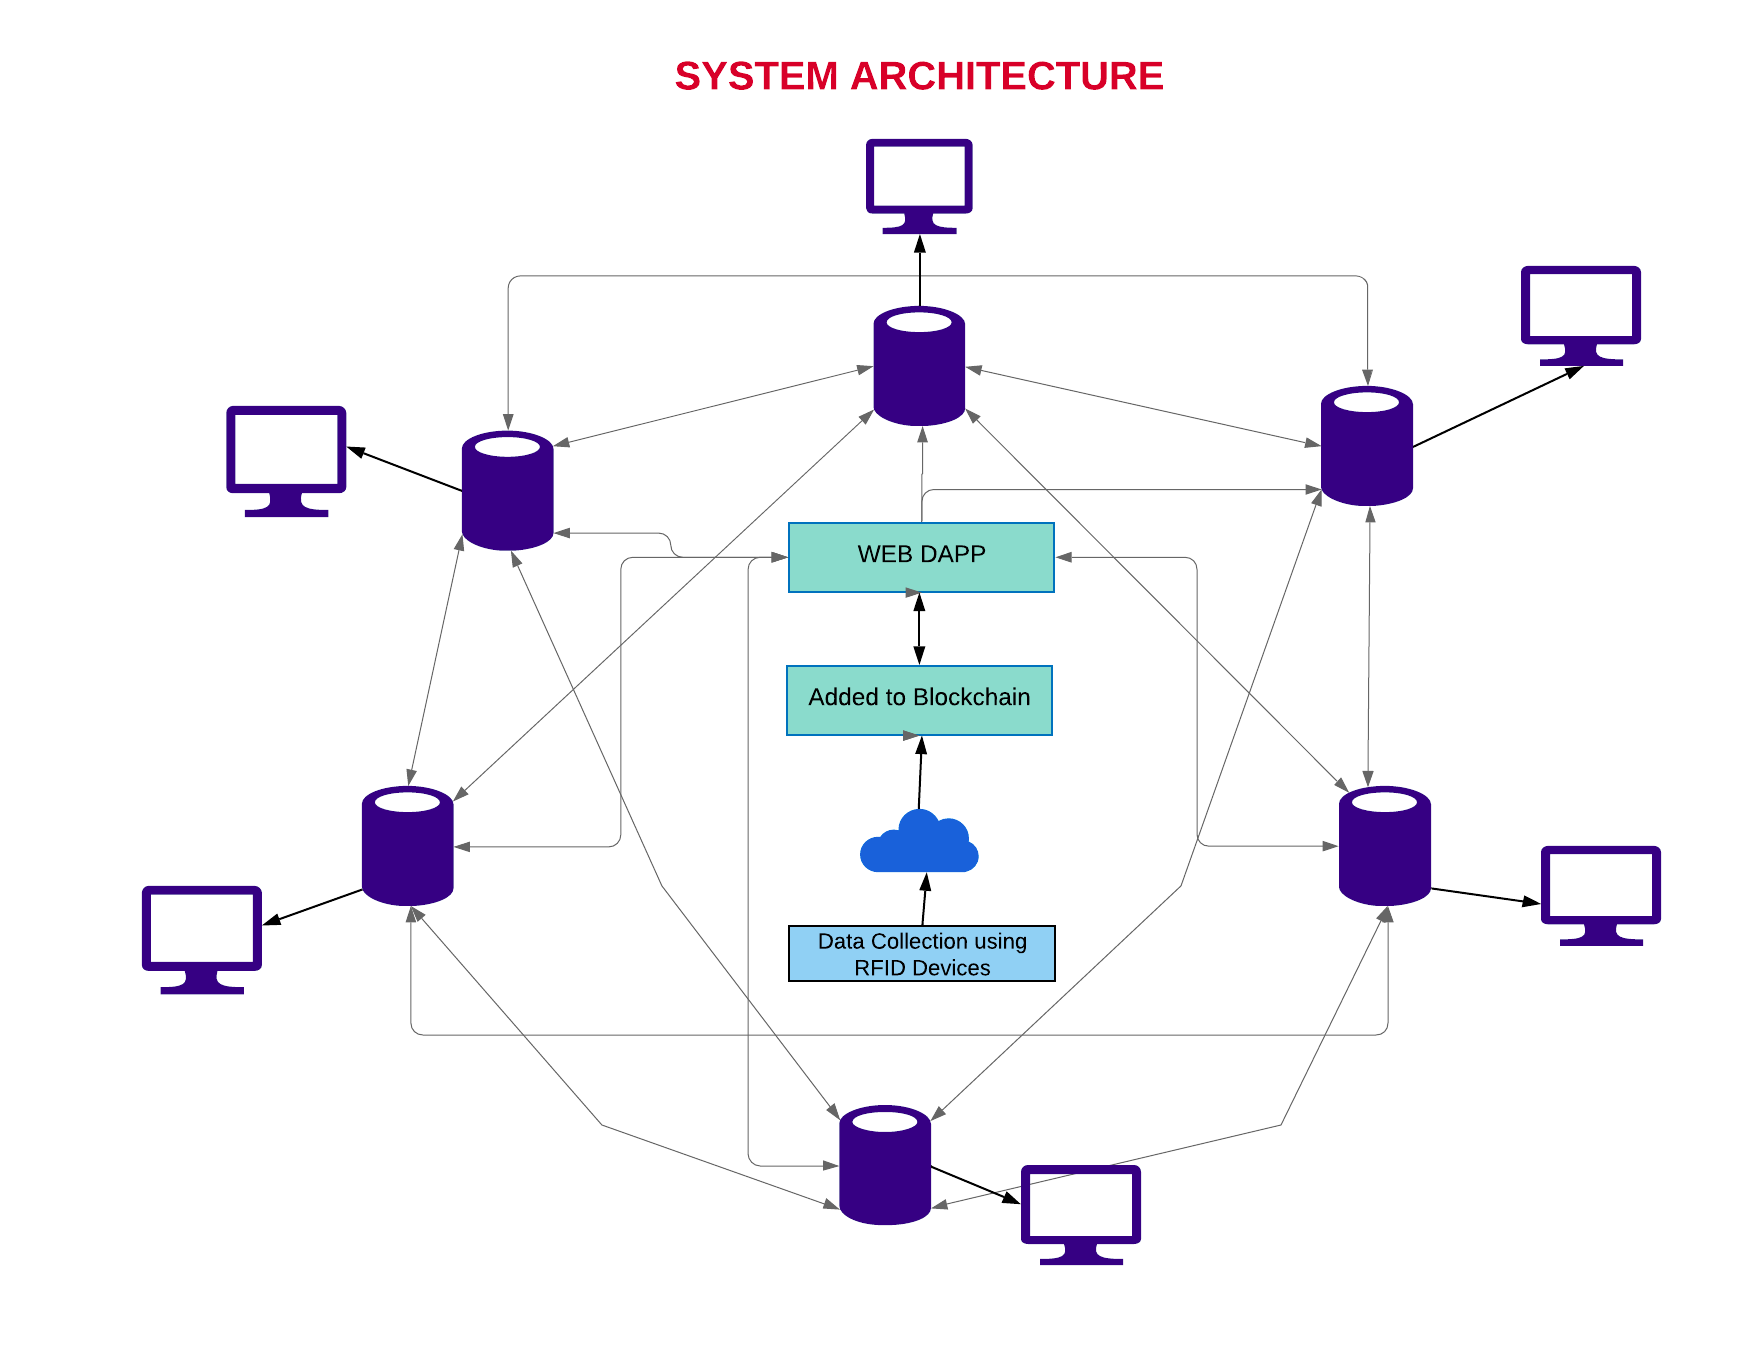 SYSTEM ARCHITECTURE
WEB DAPP
Added to Blockchain
Data Collection using
RFID Devices